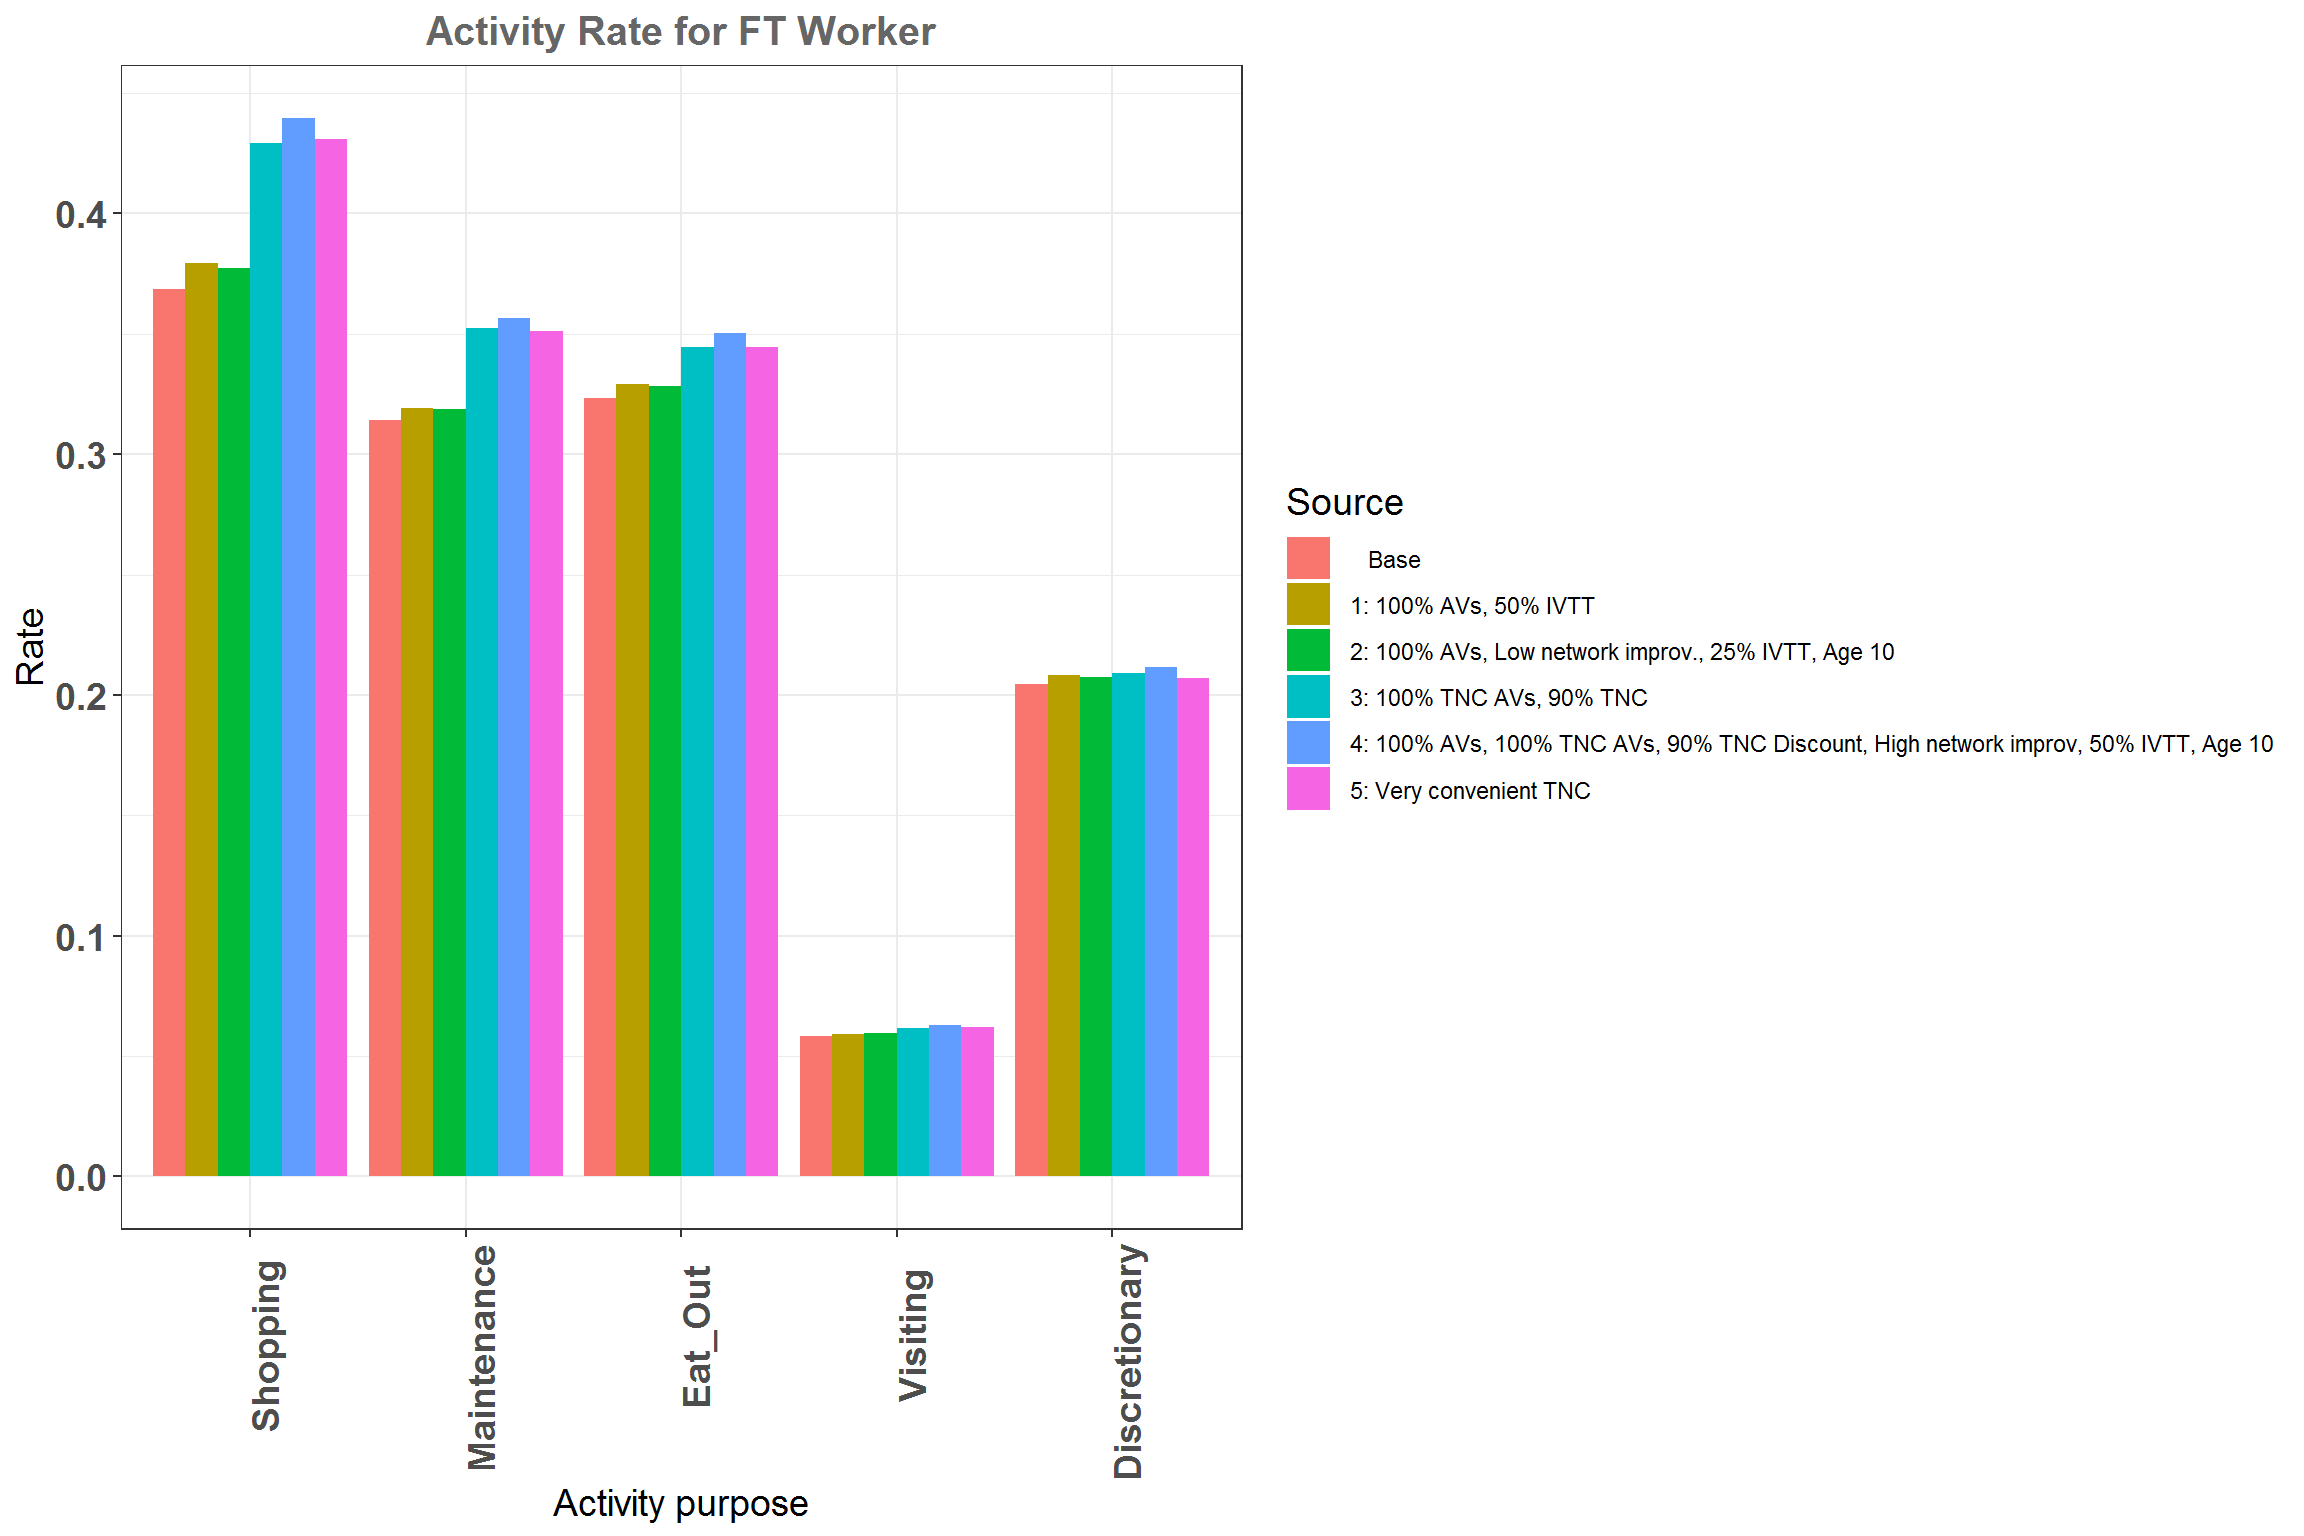 Activity Rate for FT Worker
0.4
0.3
0.2
0.1
0.0
Rate
Shopping
Maintenance
Eat_Out
Visiting
Discretionary
Activity purpose
Source
Base
1: 100% AVs, 50% IVTT
2: 100% AVs, Low network improv., 25% IVTT, Age 10
3: 100% TNC AVs, 90% TNC
4: 100% AVs, 100% TNC AVs, 90% TNC Discount, High network improv, 50% IVTT, Age 10
5: Very convenient TNC